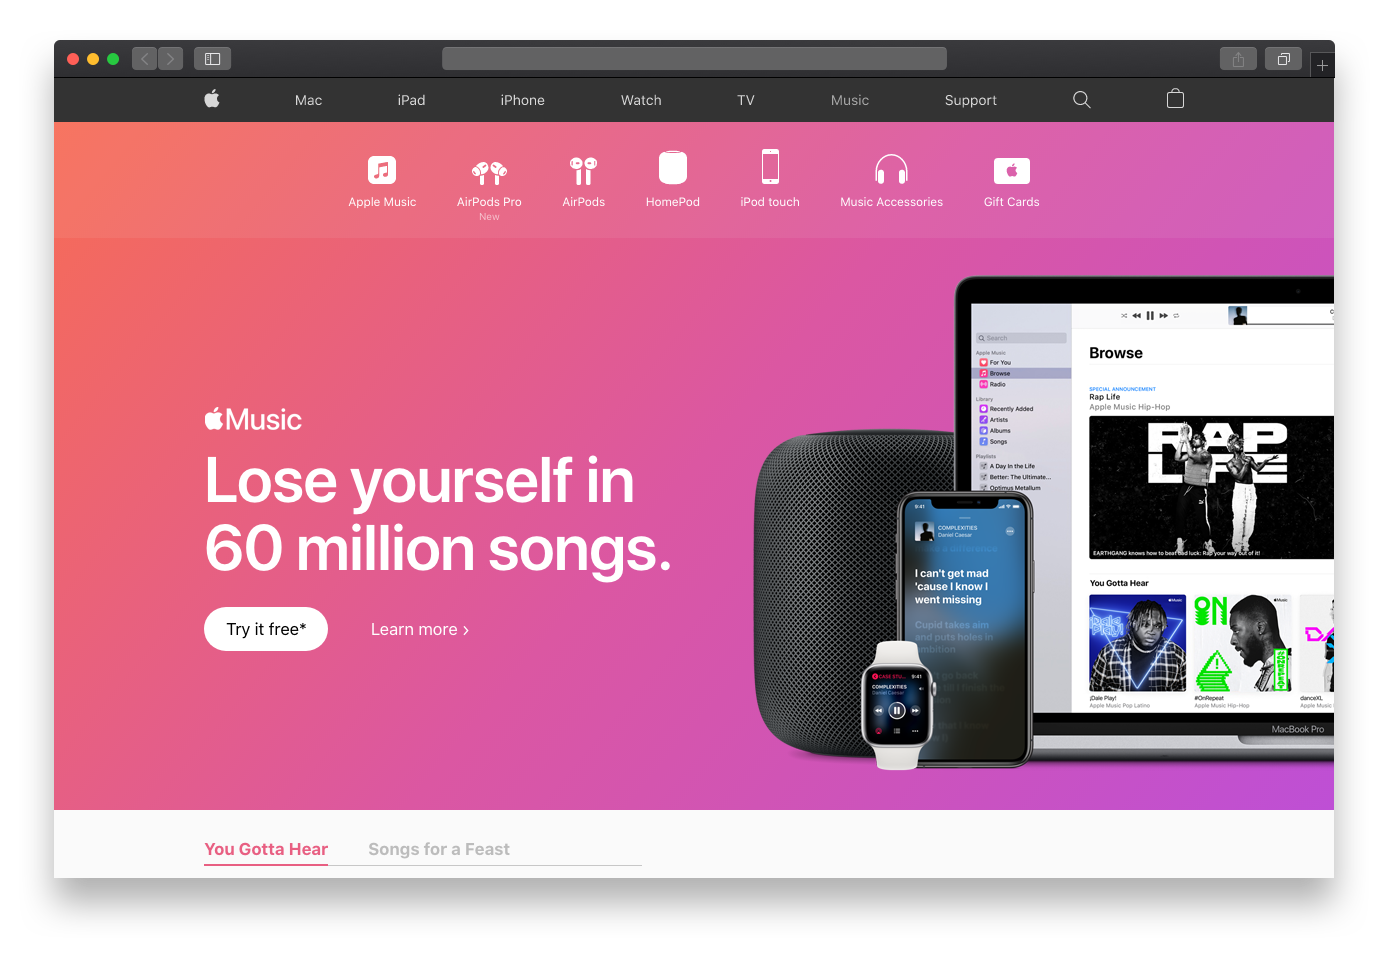 Mac iPad iPhone Watch TV Music Support
Apple Music
AirPods Pro
New
AirPods
HomePod
iPod touch
Music Accessories
Gift Cards
Music
Lose yourself in
60 million songs.
Try it free*
Learn more ›
Search
Apple Music
For You
Browse
Radio
Library
Recently Added
Artists
Albums
Songs
Playlists
A Day In the Life
Better: The Ultimate...
Optimus Metallum
Browse
SPECIAL ANNOUNCEMENT
Rap Life
Apple Music Hip-Hop
RAP
LIFE
EARTHGANG knows how to beat bad luck: Rap your way out of it!
You Gotta Hear
Music
¡Dale Play!
Apple Music Pop Latino
ON
Music
#OnRepeat
Apple Music Hip-Hop
danceXL
Apple Music
MacBook Pro
9:41
COMPLEXITIES
Daniel Caesar
I can't get mad
'cause I know I
went missing
Cupid takes aim
and puts holes in
ambition
CASE STU... 9:41
COMPLEXITIES
Daniel Caesar
You Gotta Hear
Songs for a Feast